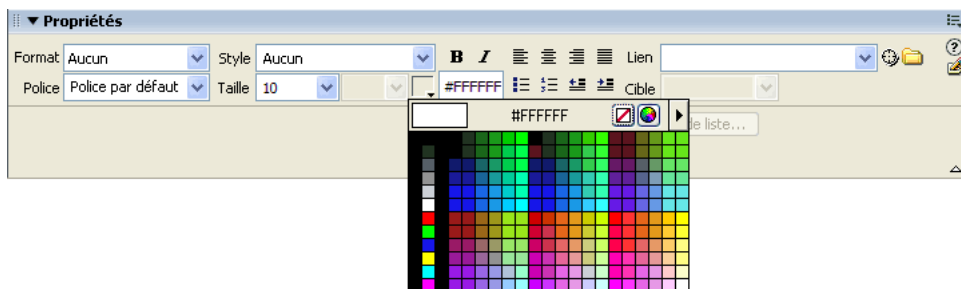 Propriétés
Format Aucun Style Aucun B I Lien
Police Police par défaut Taille 10 #FFFFFF Cible
#FFFFFF
de liste...